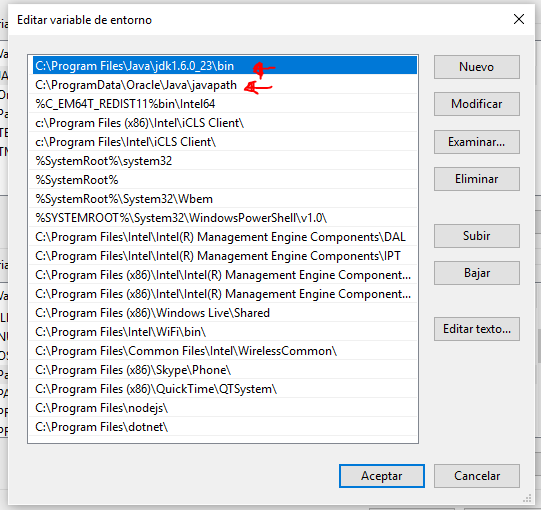 Editar variable de entorno
C:\Program Files\Java\jdk1.6.0_23\bin
C:\ProgramData\Oracle\Java\javapath
%C_EM64T_REDIST11%bin\Intel64
c:\Program Files (x86)\Intel\iCLS Client\
c:\Program Files\Intel\iCLS Client\
%SystemRoot%\system32
%SystemRoot%
%SystemRoot%\System32\Wbem
%SYSTEMROOT%\System32\WindowsPowerShell\v1.0\
C:\Program Files\Intel\Intel(R) Management Engine Components\DAL
C:\Program Files\Intel\Intel(R) Management Engine Components\IPT
C:\Program Files (x86)\Intel\Intel(R) Management Engine Component...
C:\Program Files (x86)\Intel\Intel(R) Management Engine Component...
C:\Program Files (x86)\Windows Live\Shared
C:\Program Files\Intel\WiFi\bin\
C:\Program Files\Common Files\Intel\WirelessCommon\
C:\Program Files (x86)\Skype\Phone\
C:\Program Files (x86)\QuickTime\QTSystem\
C:\Program Files\nodejs\
C:\Program Files\dotnet\
Nuevo
Modificar
Examinar...
Eliminar
Subir
Bajar
Editar texto...
Aceptar
Cancelar